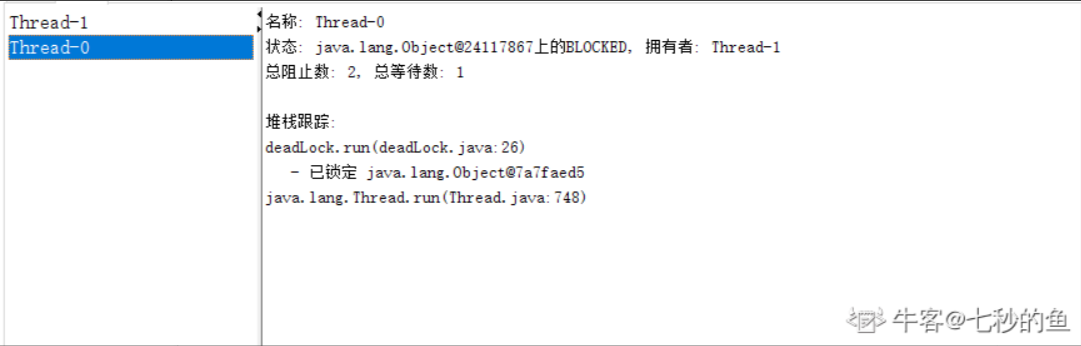 Thread-1
Thread-0
名称: Thread-0
状态: java.lang.Object@24117867上的BLOCKED, 拥有者: Thread-1
总阻止数: 2, 总等待数: 1
堆栈跟踪:
deadLock.run(deadLock.java:26)
- 已锁定 java.lang.Object@7a7faed5
java.lang.Thread.run(Thread.java:748)
牛客@七秒的鱼